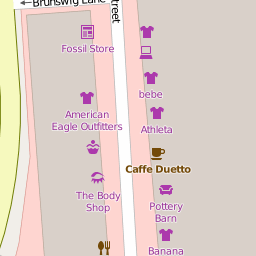 Brunswig Lane
Street
Fossil Store
bebe
American
Eagle Outfitters
Athleta
Caffe Duetto
The Body
Shop
Pottery
Barn
Banana